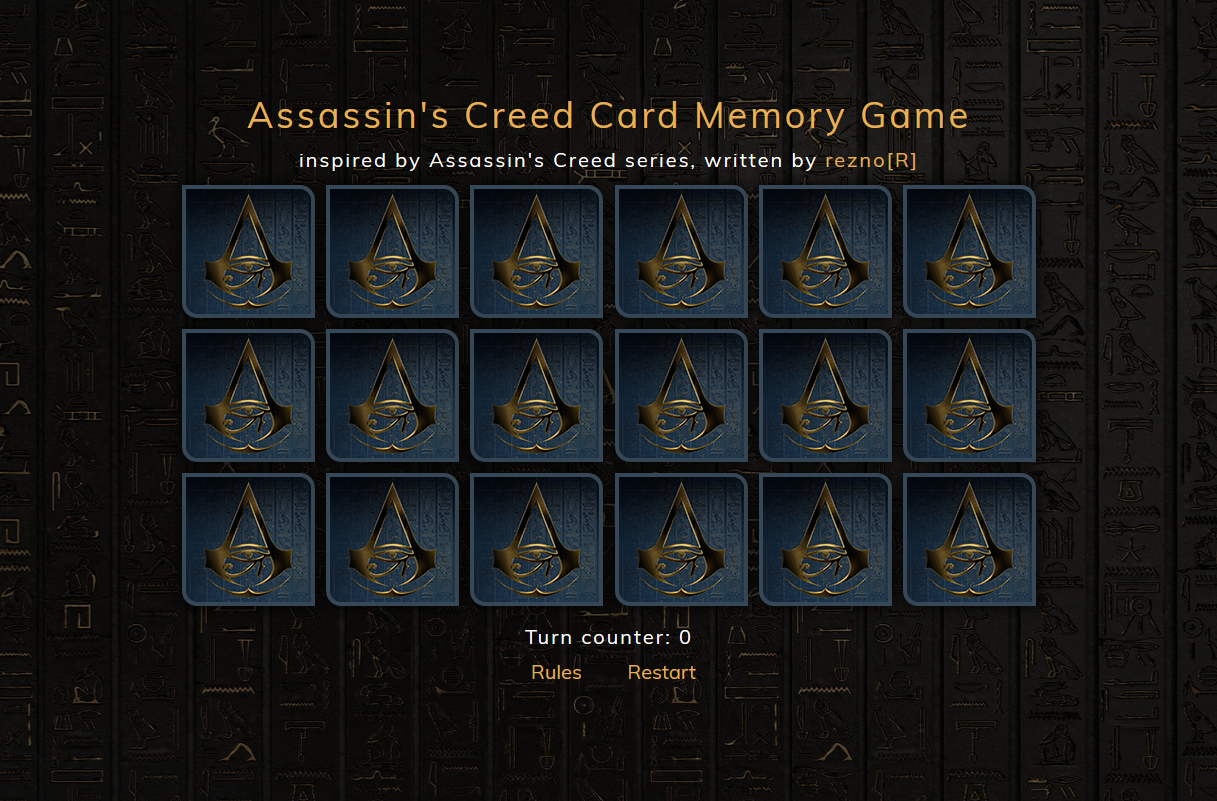 Assassin's Creed Card Memory Game
inspired by Assassin's Creed series, written by rezno[R]
Turn counter: 0
Rules Restart